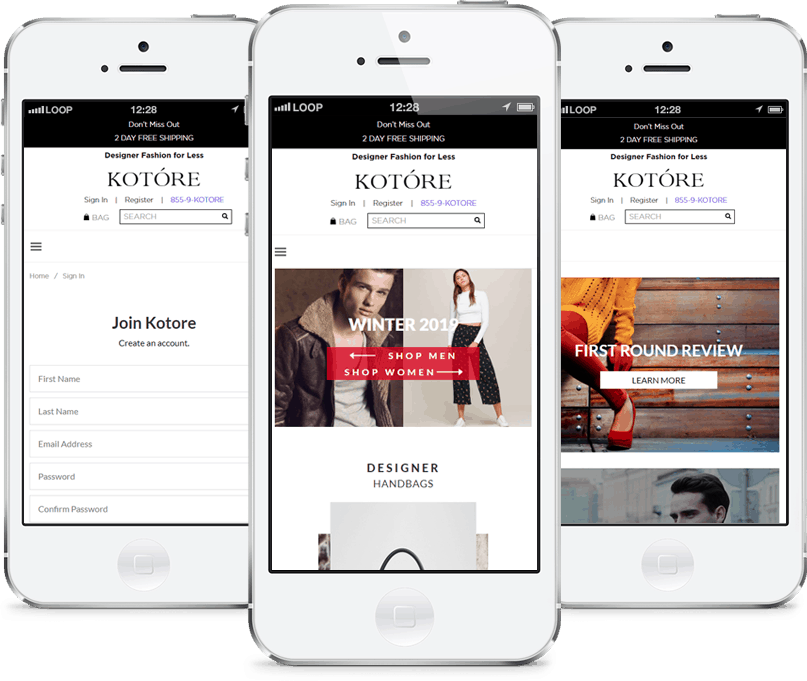 LOOP 12:28
Don't Miss Out
2 DAY FREE SHIPPING
Designer Fashion for Less
KOTÓRE
Sign In | Register | 855-9-KOTORE
BAG SEARCH
Home / Sign In
Join Kotore
Create an account.
First Name
Last Name
Email Address
Password
Confirm Password
LOOP 12:28
Don't Miss Out
2 DAY FREE SHIPPING
Designer Fashion for Less
KOTÓRE
Sign In | Register | 855-9-KOTORE
BAG SEARCH
WINTER 2019
SHOP MEN
SHOP WOMEN
DESIGNER
HANDBAGS
LOOP 12:28
Don't Miss Out
2 DAY FREE SHIPPING
Designer Fashion for Less
KOTÓRE
Sign In | Register | 855-9-KOTORE
BAG SEARCH
FIRST ROUND REVIEW
LEARN MORE